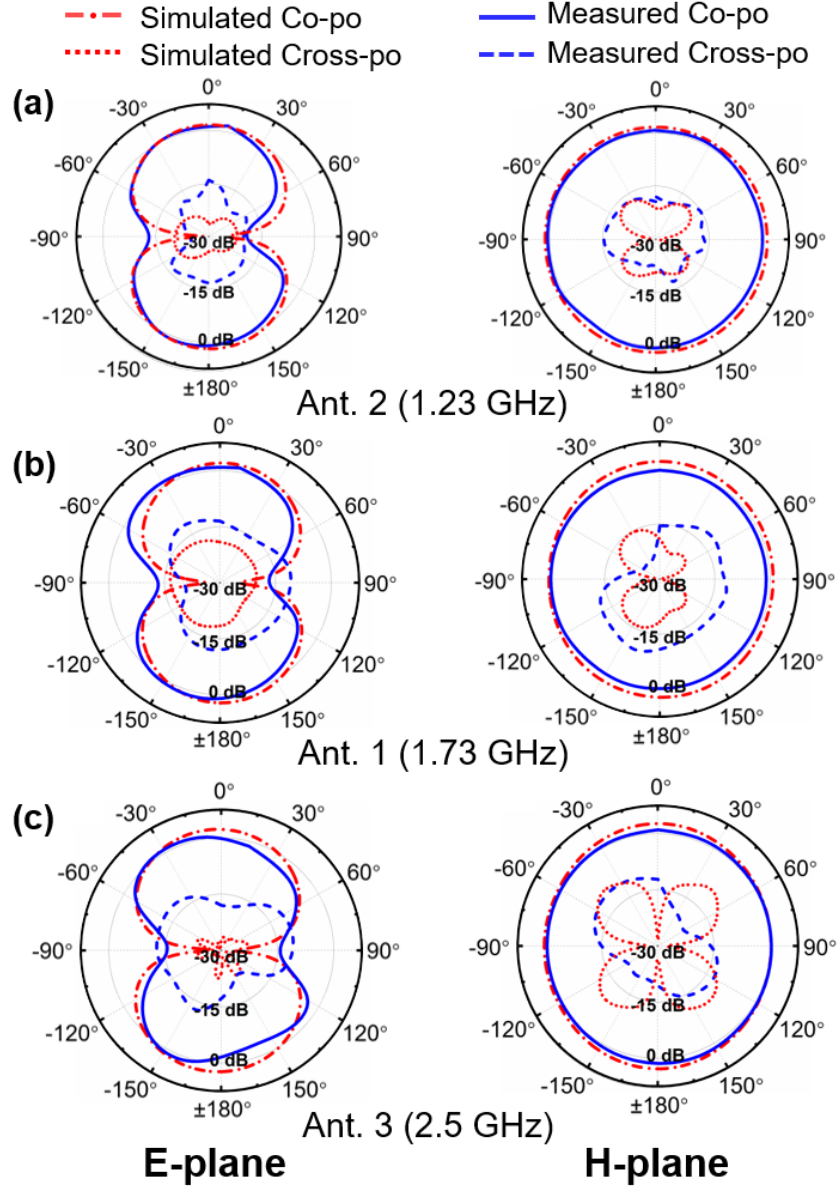 Simulated Co-po
Measured Co-po
Simulated Cross-po
Measured Cross-po
(a)
0°
-30°
30°
-60°
60°
-90°
90°
-120°
120°
-150°
150°
±180°
-30 dB
-15 dB
0 dB
0°
-30°
30°
-60°
60°
-90°
90°
-120°
120°
-150°
150°
±180°
-30 dB
-15 dB
0 dB
Ant. 2 (1.23 GHz)
(b)
0°
-30°
30°
-60°
60°
-90°
90°
-120°
120°
-150°
150°
±180°
-30 dB
-15 dB
0 dB
0°
-30°
30°
-60°
60°
-90°
90°
-120°
120°
-150°
150°
±180°
-30 dB
-15 dB
0 dB
Ant. 1 (1.73 GHz)
(c)
0°
-30°
30°
-60°
60°
-90°
90°
-120°
120°
-150°
150°
±180°
-30 dB
-15 dB
0 dB
0°
-30°
30°
-60°
60°
-90°
90°
-120°
120°
-150°
150°
±180°
-30 dB
-15 dB
0 dB
Ant. 3 (2.5 GHz)
E-plane
H-plane